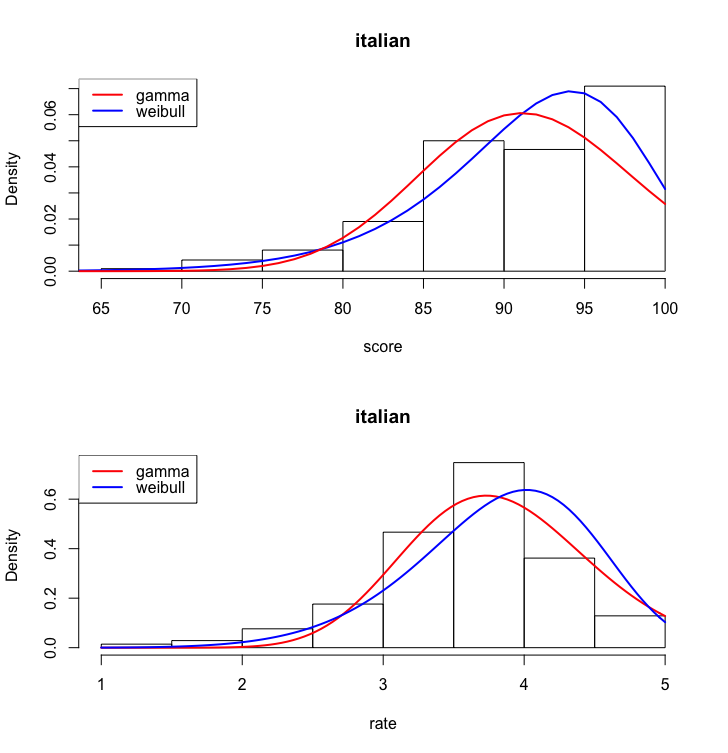 italian
gamma
weibull
Density
0.00 0.02 0.04 0.06
65 70 75 80 85 90 95 100
score
italian
gamma
weibull
Density
0.0 0.2 0.4 0.6
1 2 3 4 5
rate